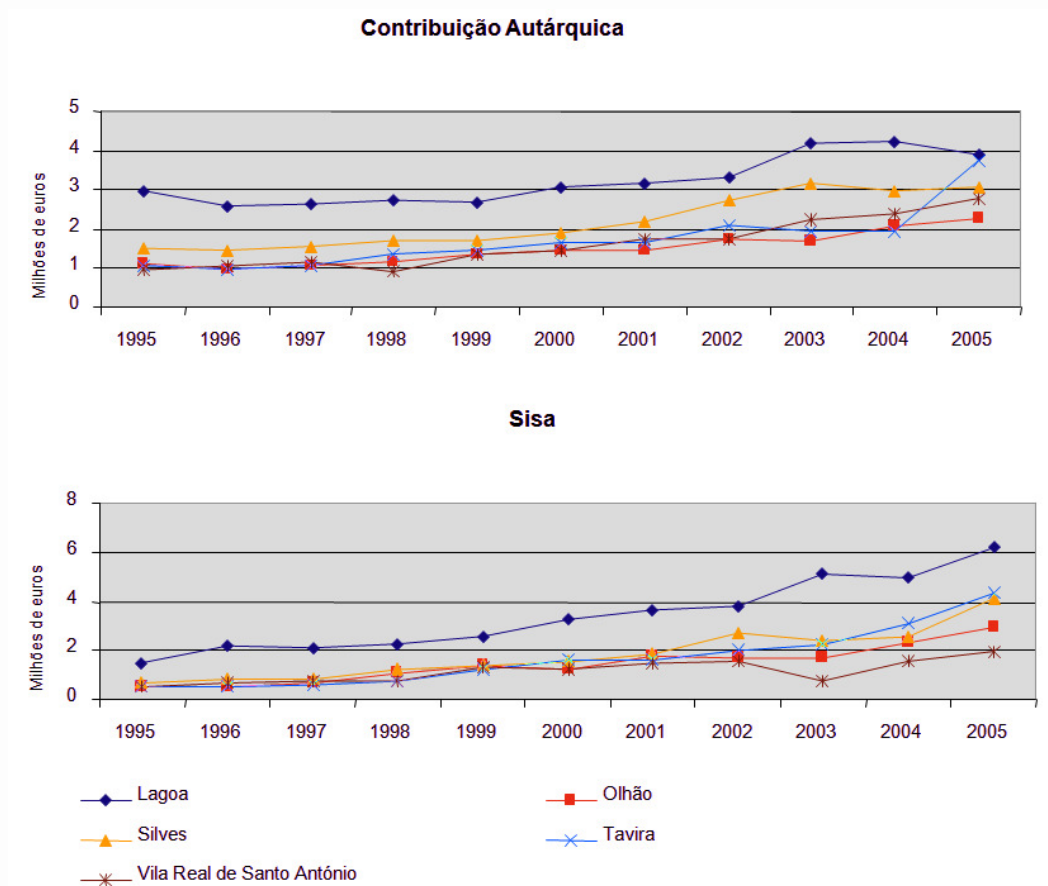 Contribuição Autárquica
Milhões de euros
5
4
3
2
1
0
1995 1996 1997 1998 1999 2000 2001 2002 2003 2004 2005
Sisa
Milhões de euros
8
6
4
2
0
1995 1996 1997 1998 1999 2000 2001 2002 2003 2004 2005
Lagoa Olhão
Silves Tavira
Vila Real de Santo António